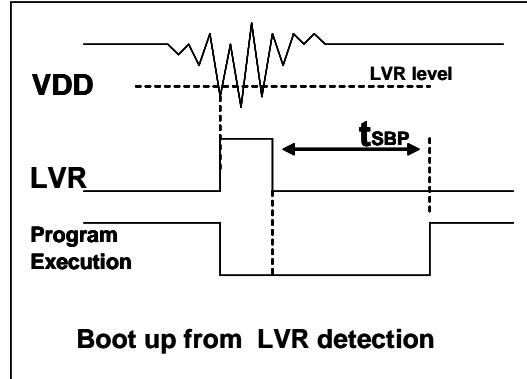 LVR level
VDD
tSBP
LVR
Program
Execution
Boot up from LVR detection